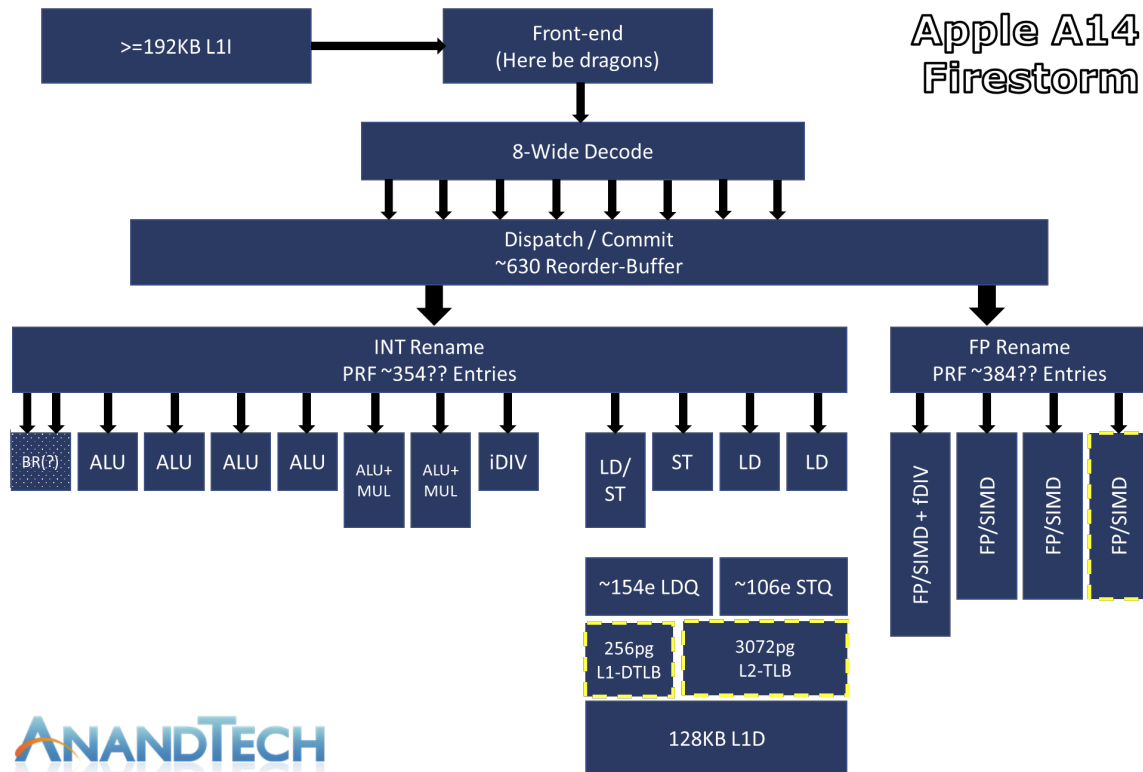 Apple A14
Firestorm
>=192KB L1I
Front-end
(Here be dragons)
8-Wide Decode
Dispatch / Commit
~630 Reorder-Buffer
INT Rename
PRF ~354?? Entries
FP Rename
PRF ~384?? Entries
BR(?)
ALU
ALU
ALU
ALU
ALU+
MUL
ALU+
MUL
iDIV
LD/
ST
ST
LD
LD
FP/SIMD + fDIV
FP/SIMD
FP/SIMD
FP/SIMD
~154e LDQ
~106e STQ
256pg
L1-DTLB
3072pg
L2-TLB
128KB L1D
ANANDTECH